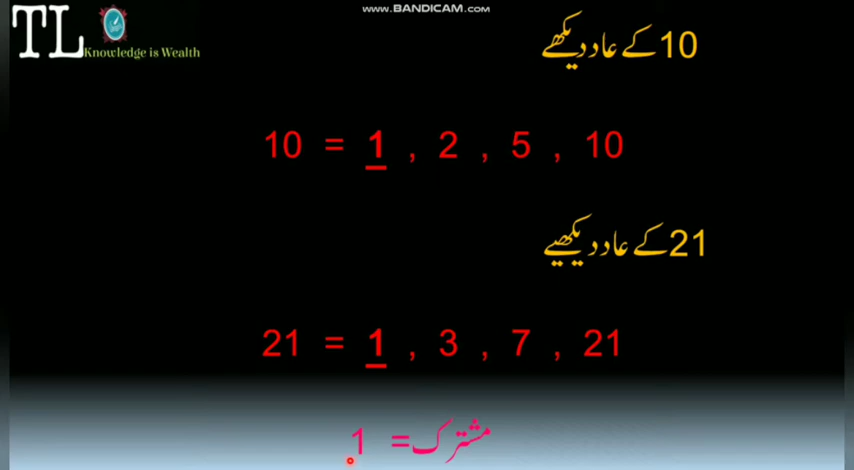 WWW.BANDICAM.COM
TL
Knowledge is Wealth
10 کے عاد دیکھے
10 = 1 , 2 , 5 , 10
21 کے عاد دیکھیے
21 = 1 , 3 , 7 , 21
مشترک = 1